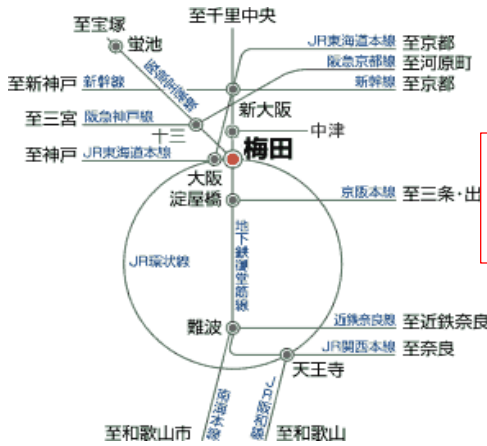 至千里中央
至宝塚
蛍池
JR東海道本線 至京都
阪急京都線 至河原町
阪急宝塚線
至新神戸 新幹線
新幹線 至京都
新大阪
至三宮 阪急神戸線
十三
中津
梅田
至神戸 JR東海道本線
大阪
淀屋橋
京阪本線 至三条・出
地下鉄御堂筋線
JR環状線
難波
近鉄奈良線 至近鉄奈良
JR関西本線 至奈良
天王寺
南海本線
JR阪和線
至和歌山市
至和歌山